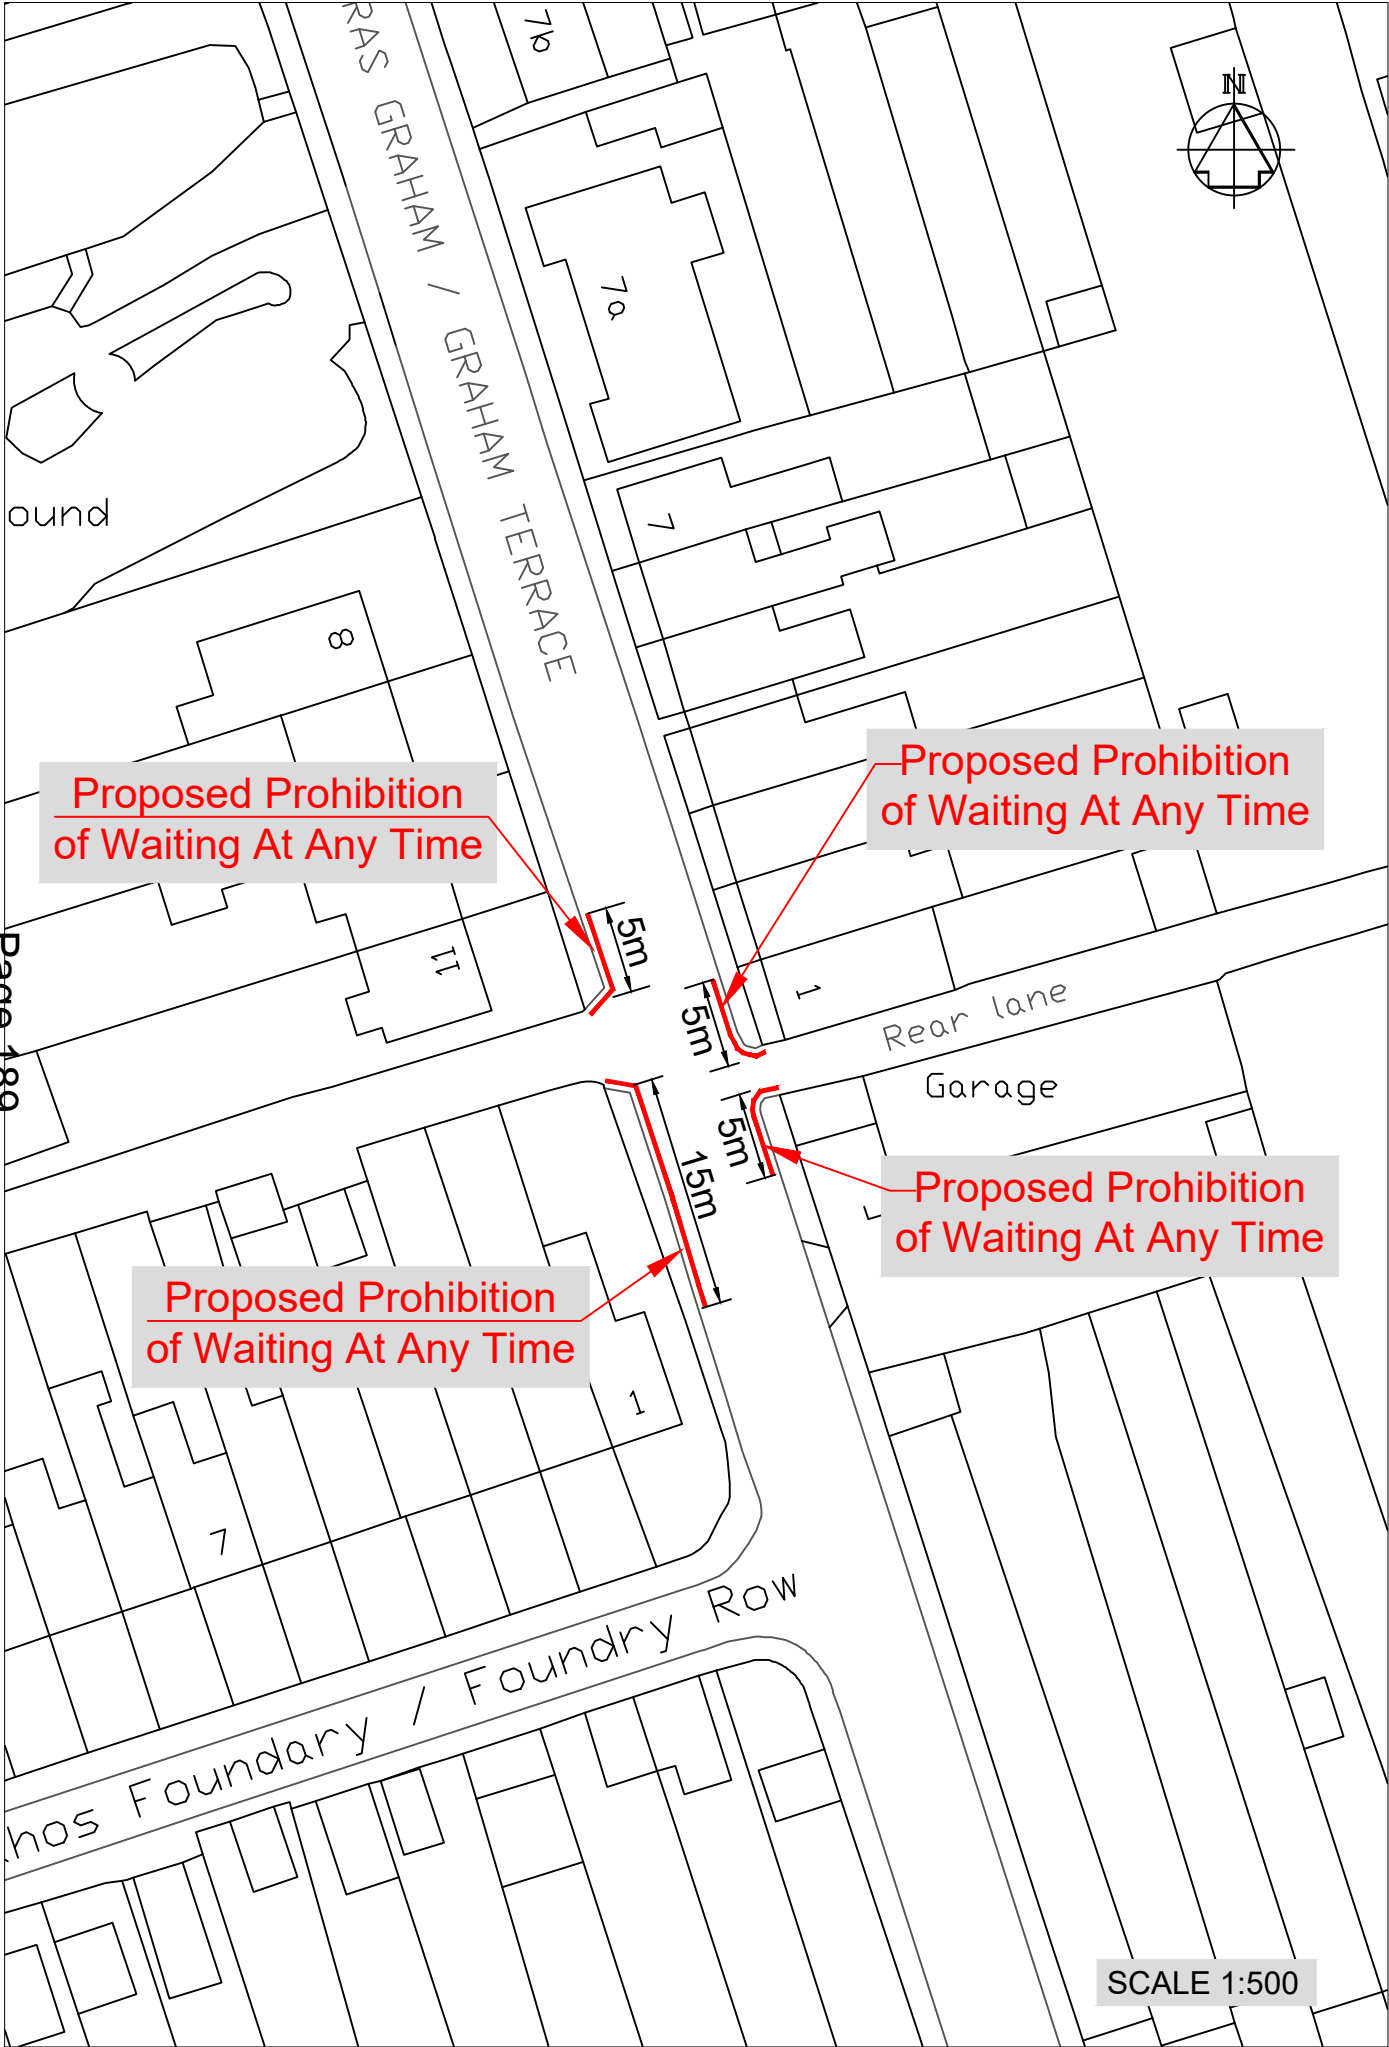 7b
N
RAS GRAHAM / GRAHAM TERRACE
7a
ound
7
8
Proposed Prohibition
of Waiting At Any Time
Proposed Prohibition
of Waiting At Any Time
5m
11
1
5m
Rear lane
Page 189
Garage
5m
15m
Proposed Prohibition
of Waiting At Any Time
Proposed Prohibition
of Waiting At Any Time
1
7
hos Foundary / Foundry Row
SCALE 1:500